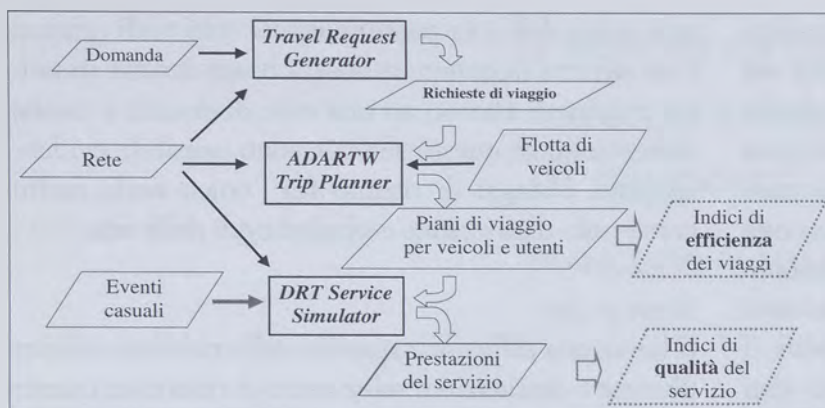 Domanda
Travel Request
Generator
Richieste di viaggio
Rete
ADARTW
Trip Planner
Flotta di
veicoli
Piani di viaggio
per veicoli e utenti
Indici di
efficienza
dei viaggi
Eventi
casuali
DRT Service
Simulator
Prestazioni
del servizio
Indici di
qualità del
servizio